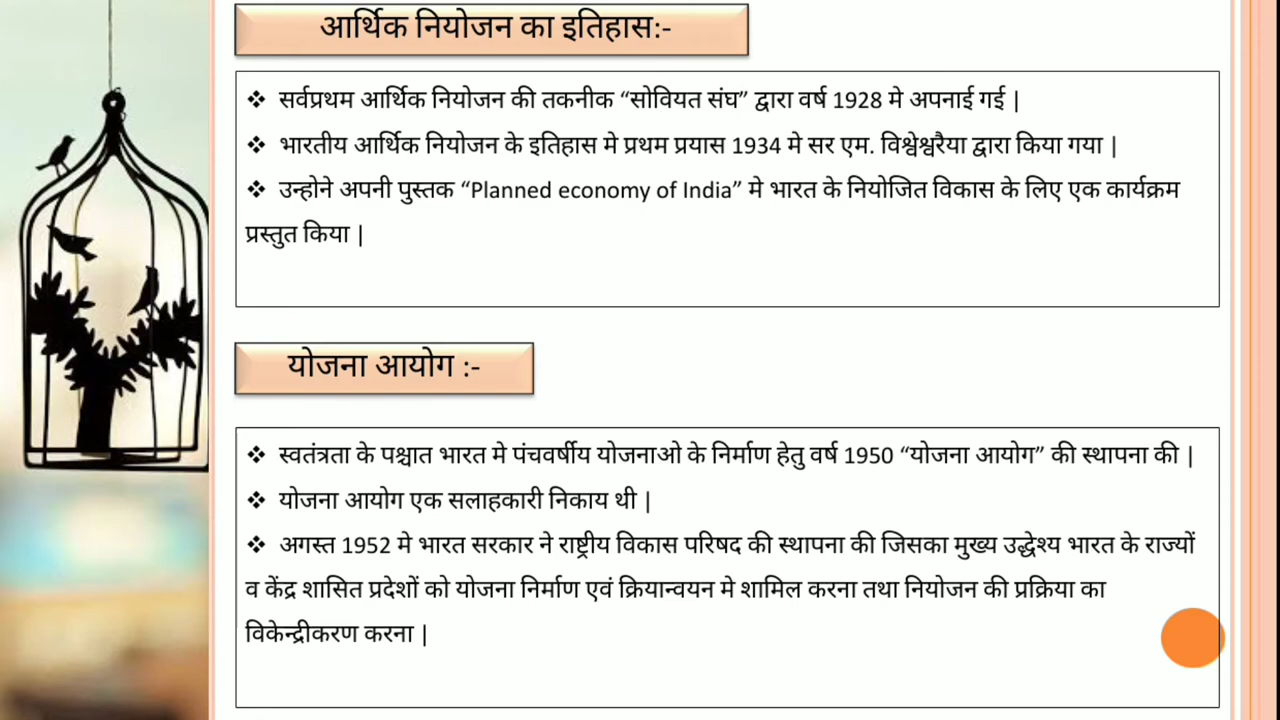 आर्थिक नियोजन का इतिहास:-
❖ सर्वप्रथम आर्थिक नियोजन की तकनीक “सोवियत संघ” द्वारा वर्ष 1928 मे अपनाई गई |
❖ भारतीय आर्थिक नियोजन के इतिहास मे प्रथम प्रयास 1934 मे सर एम. विश्वेश्वरैया द्वारा किया गया |
❖ उन्होने अपनी पुस्तक “Planned economy of India” मे भारत के नियोजित विकास के लिए एक कार्यक्रम
प्रस्तुत किया |
योजना आयोग :-
❖ स्वतंत्रता के पश्चात भारत मे पंचवर्षीय योजनाओ के निर्माण हेतु वर्ष 1950 “योजना आयोग” की स्थापना की |
❖ योजना आयोग एक सलाहकारी निकाय थी |
❖ अगस्त 1952 मे भारत सरकार ने राष्ट्रीय विकास परिषद की स्थापना की जिसका मुख्य उद्धेश्य भारत के राज्यों
व केंद्र शासित प्रदेशों को योजना निर्माण एवं क्रियान्वयन मे शामिल करना तथा नियोजन की प्रक्रिया का
विकेन्द्रीकरण करना |